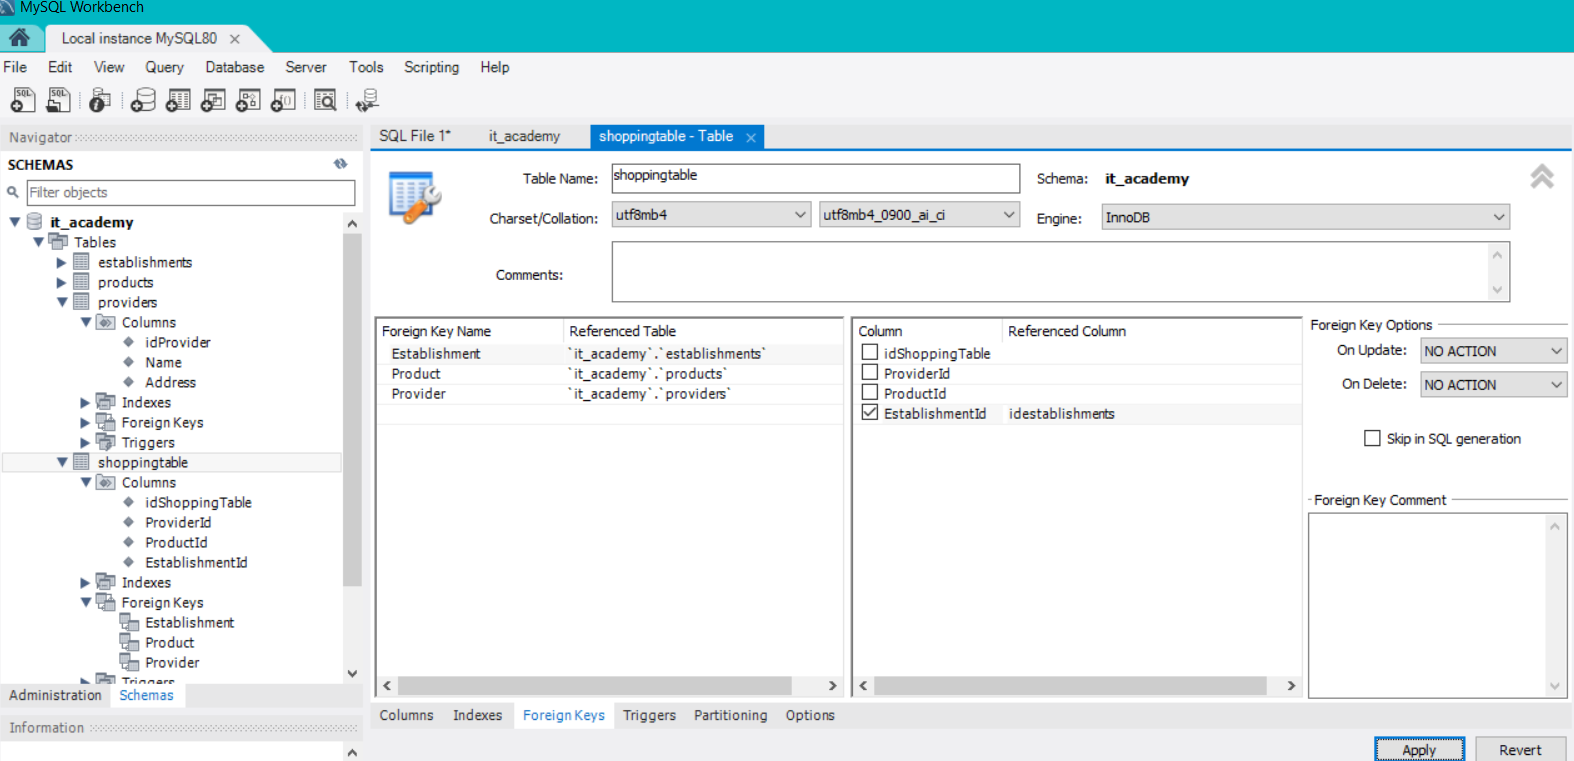 MySQL Workbench
Local instance MySQL80
File Edit View Query Database Server Tools Scripting Help
Navigator
SCHEMAS
Filter objects
it_academy
Tables
establishments
products
providers
Columns
idProvider
Name
Address
Indexes
Foreign Keys
Triggers
shoppingtable
Columns
idShoppingTable
ProviderId
ProductId
EstablishmentId
Indexes
Foreign Keys
Establishment
Product
Provider
Triggers
Administration Schemas
Information
SQL File 1* it_academy shoppingtable - Table
Table Name: shoppingtable Schema: it_academy
Charset/Collation: utf8mb4 utf8mb4_0900_ai_ci Engine: InnoDB
Comments:
Foreign Key Name Referenced Table
Establishment `it_academy`.`establishments`
Product `it_academy`.`products`
Provider `it_academy`.`providers`
Column Referenced Column
idShoppingTable
ProviderId
ProductId
EstablishmentId idestablishments
Foreign Key Options
On Update: NO ACTION
On Delete: NO ACTION
Skip in SQL generation
Foreign Key Comment
Columns Indexes Foreign Keys Triggers Partitioning Options
Apply Revert